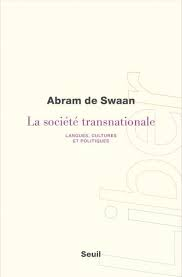 Abram de Swaan
La société transnationale
LANGUES, CULTURES
ET POLITIQUES
Liber
Seuil